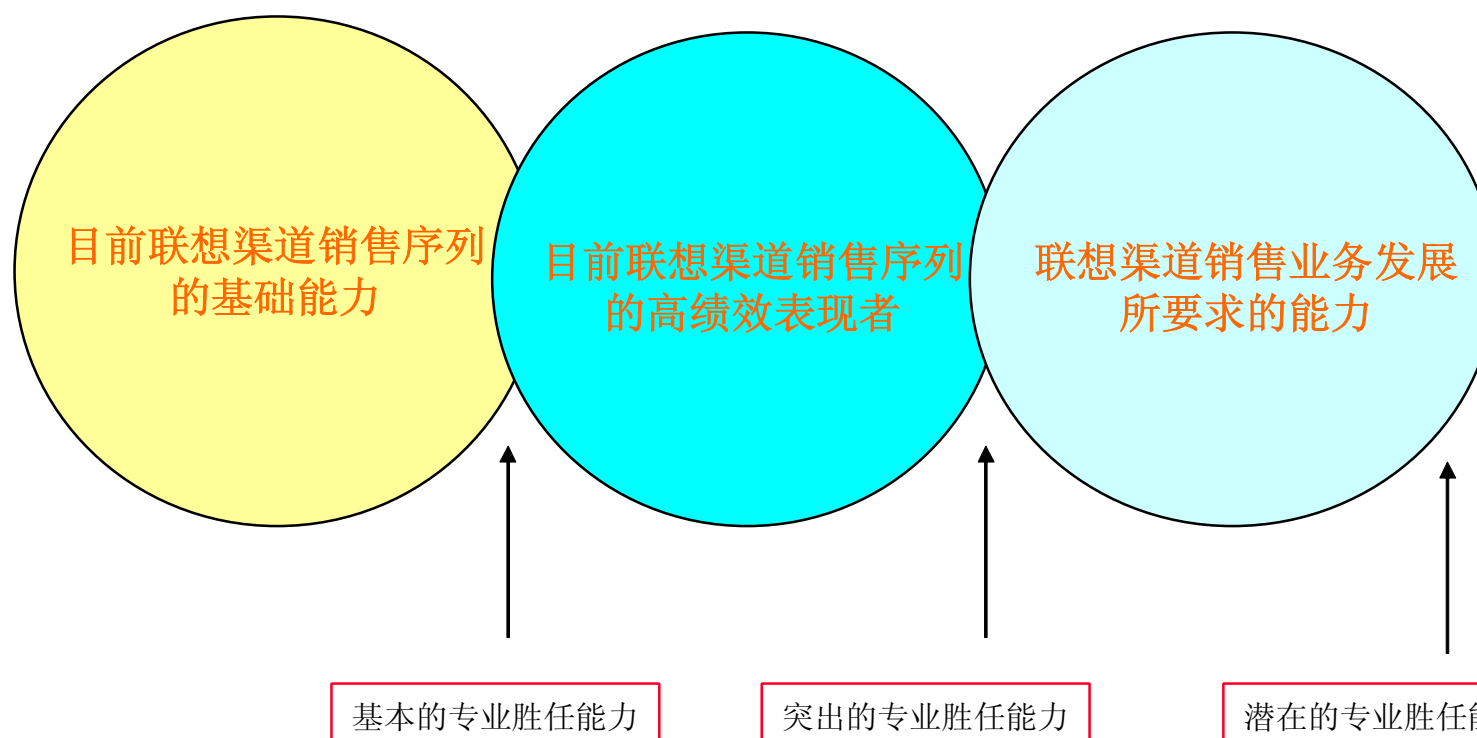 目前联想渠道销售序列
的基础能力
目前联想渠道销售序列
的高绩效表现者
联想渠道销售业务发展
所要求的能力
基本的专业胜任能力
突出的专业胜任能力
潜在的专业胜任能